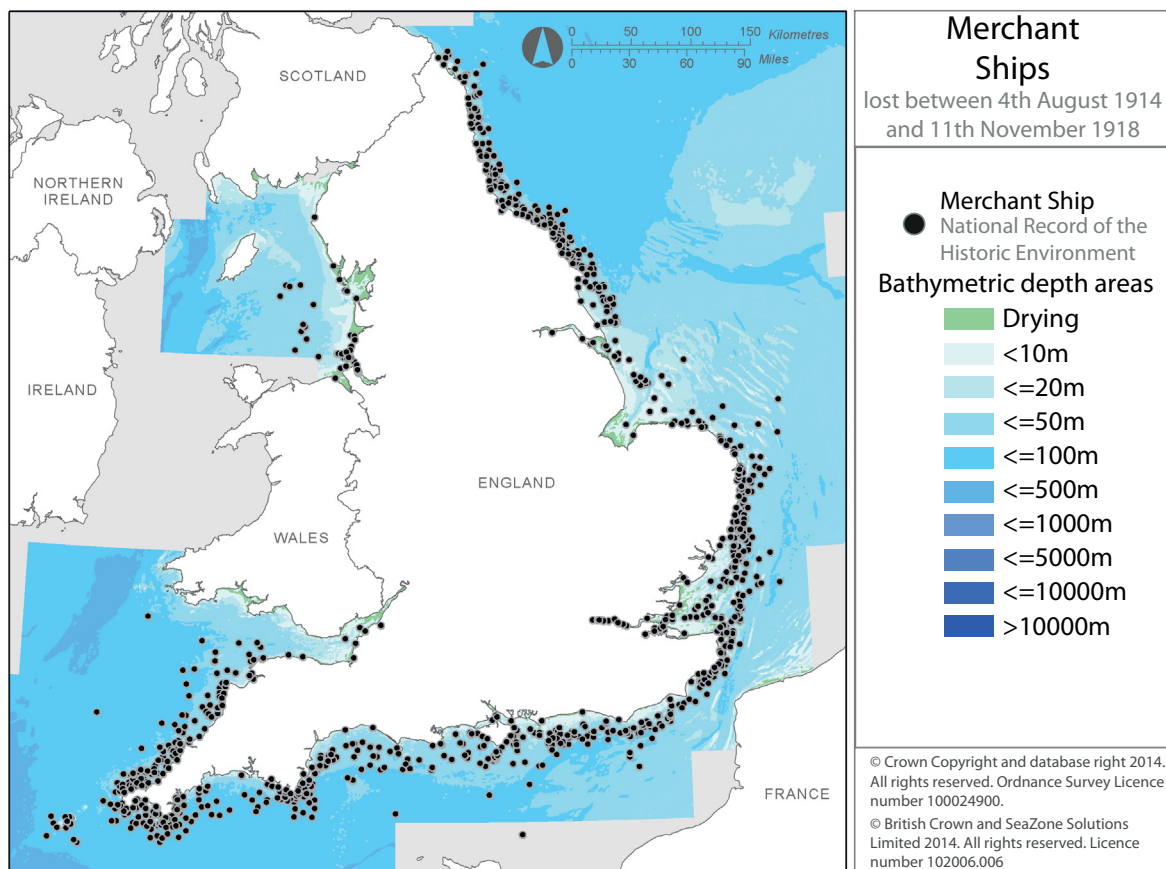 0 50 100 150 Kilometres
0 30 60 90 Miles
SCOTLAND
NORTHERN
IRELAND
IRELAND
ENGLAND
WALES
FRANCE
Merchant
Ships
lost between 4th August 1914
and 11th November 1918
Merchant Ship
National Record of the
Historic Environment
Bathymetric depth areas
Drying
<10m
<=20m
<=50m
<=100m
<=500m
<=1000m
<=5000m
<=10000m
>10000m
© Crown Copyright and database right 2014.
All rights reserved. Ordnance Survey Licence
number 100024900.
© British Crown and SeaZone Solutions
Limited 2014. All rights reserved. Licence
number 102006.006